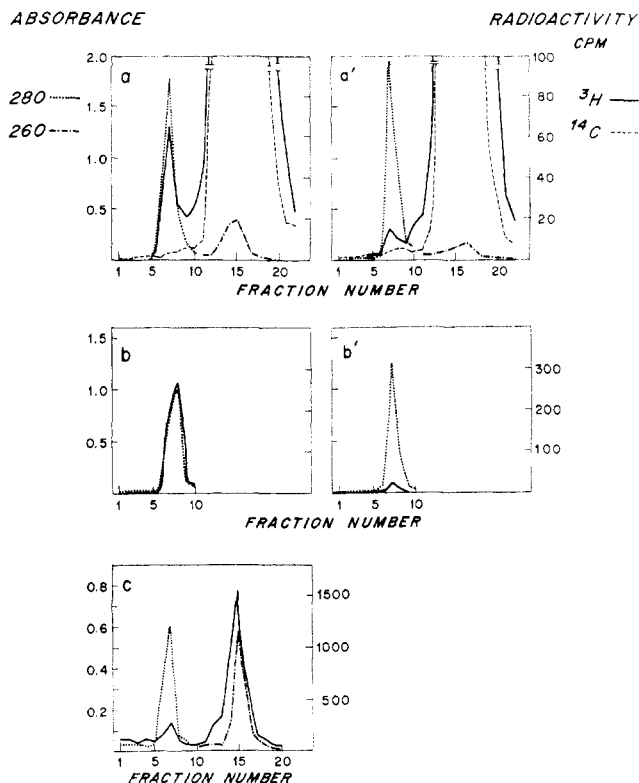 ABSORBANCE
RADIOACTIVITY
CPM
280
260
³H
¹⁴C
a
2.0
1.5
1.0
0.5
1 5 10 15 20
a'
100
80
60
40
20
1 5 10 15 20
FRACTION NUMBER
b
1.5
1.0
0.5
1 5 10
b'
300
200
100
1 5 10
FRACTION NUMBER
c
0.8
0.6
0.4
0.2
1500
1000
500
1 5 10 15 20
FRACTION NUMBER